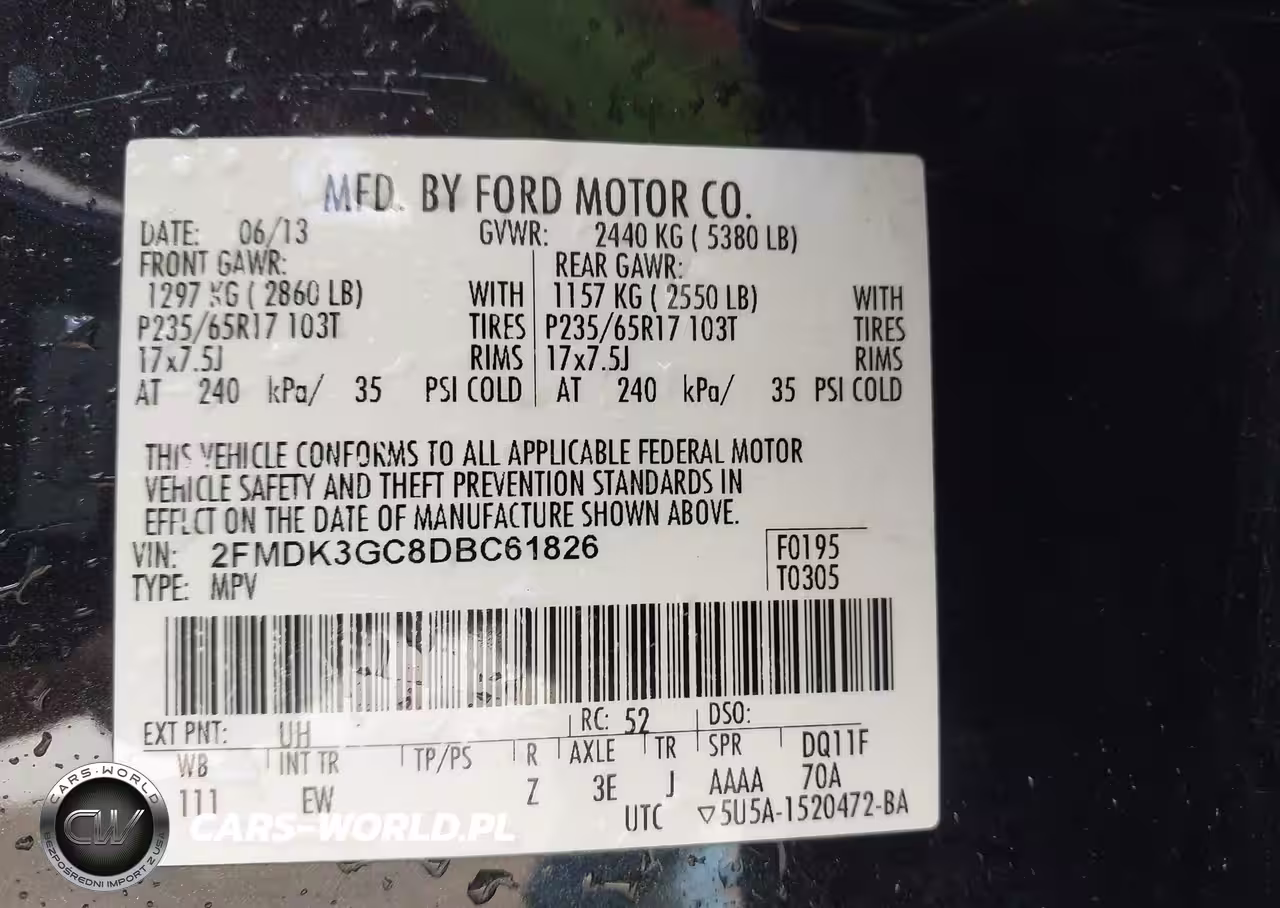 MFD. BY FORD MOTOR CO.
DATE: 06/13 GVWR: 2440 KG ( 5380 LB)
FRONT GAWR: REAR GAWR:
1297 KG ( 2860 LB) WITH 1157 KG ( 2550 LB) WITH
P235/65R17 103T TIRES P235/65R17 103T TIRES
17x7.5J RIMS 17x7.5J RIMS
AT 240 kPa/ 35 PSI COLD AT 240 kPa/ 35 PSI COLD
THIS VEHICLE CONFORMS TO ALL APPLICABLE FEDERAL MOTOR
VEHICLE SAFETY AND THEFT PREVENTION STANDARDS IN
EFFECT ON THE DATE OF MANUFACTURE SHOWN ABOVE.
VIN: 2FMDK3GC8DBC61826 F0195
TYPE: MPV T0305
EXT PNT: UH RC: 52 DSO:
WB INT TR TP/PS R AXLE TR SPR DQ11F
111 EW Z 3E J AAAA 70A
UTC ▽5U5A-1520472-BA
CARS-WORLD
CW
BEZPOŚREDNI IMPORT Z USA
CARS-WORLD.PL